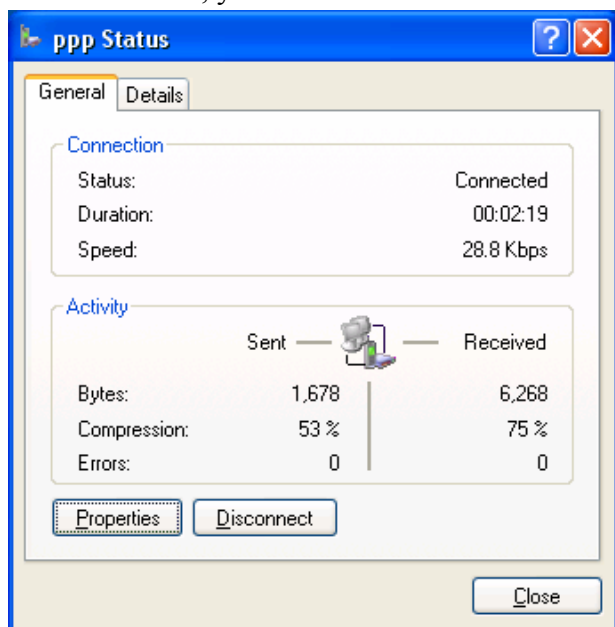 ppp Status
General Details
Connection
Status: Connected
Duration: 00:02:19
Speed: 28.8 Kbps
Activity
Sent Received
Bytes: 1,678 6,268
Compression: 53 % 75 %
Errors: 0 0
Properties Disconnect
Close